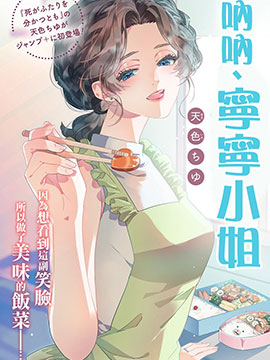 『死がふたりを
分かつとも』の
天色ちゆが
ジャンプ+に初登場!
吶吶、寧寧小姐
天色ちゆ
因為想看到這副笑臉
所以做了美味的飯菜——